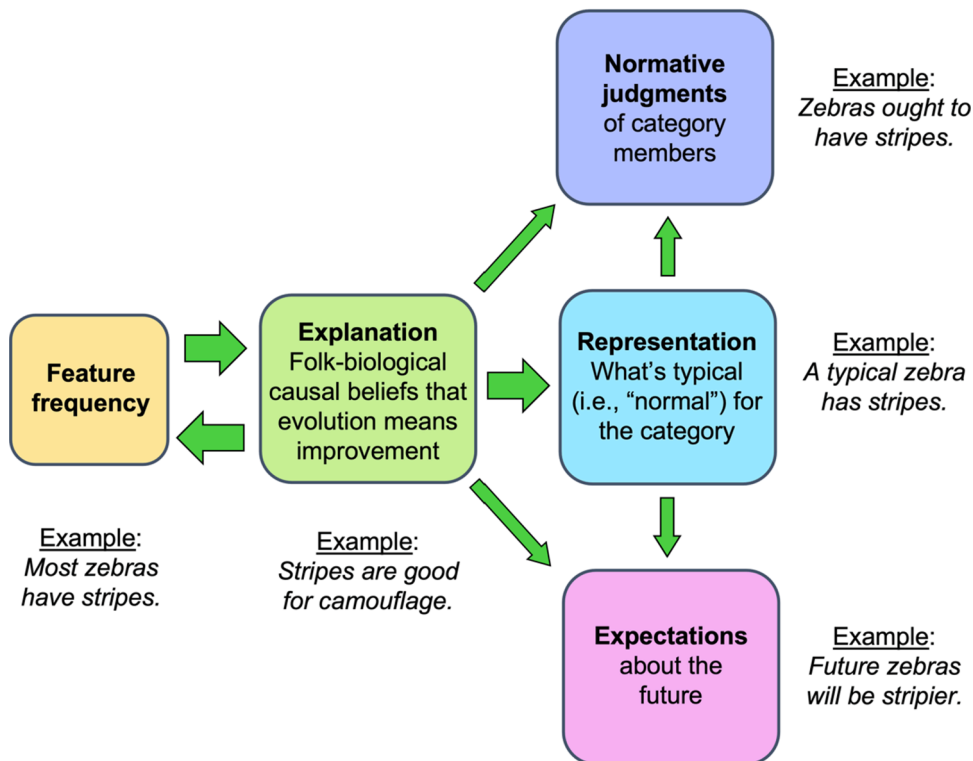 Normative
judgments
of category
members
Example:
Zebras ought to
have stripes.
Feature
frequency
Example:
Most zebras
have stripes.
Explanation
Folk-biological
causal beliefs that
evolution means
improvement
Example:
Stripes are good
for camouflage.
Representation
What's typical
(i.e., “normal”) for
the category
Example:
A typical zebra
has stripes.
Expectations
about the
future
Example:
Future zebras
will be stripier.